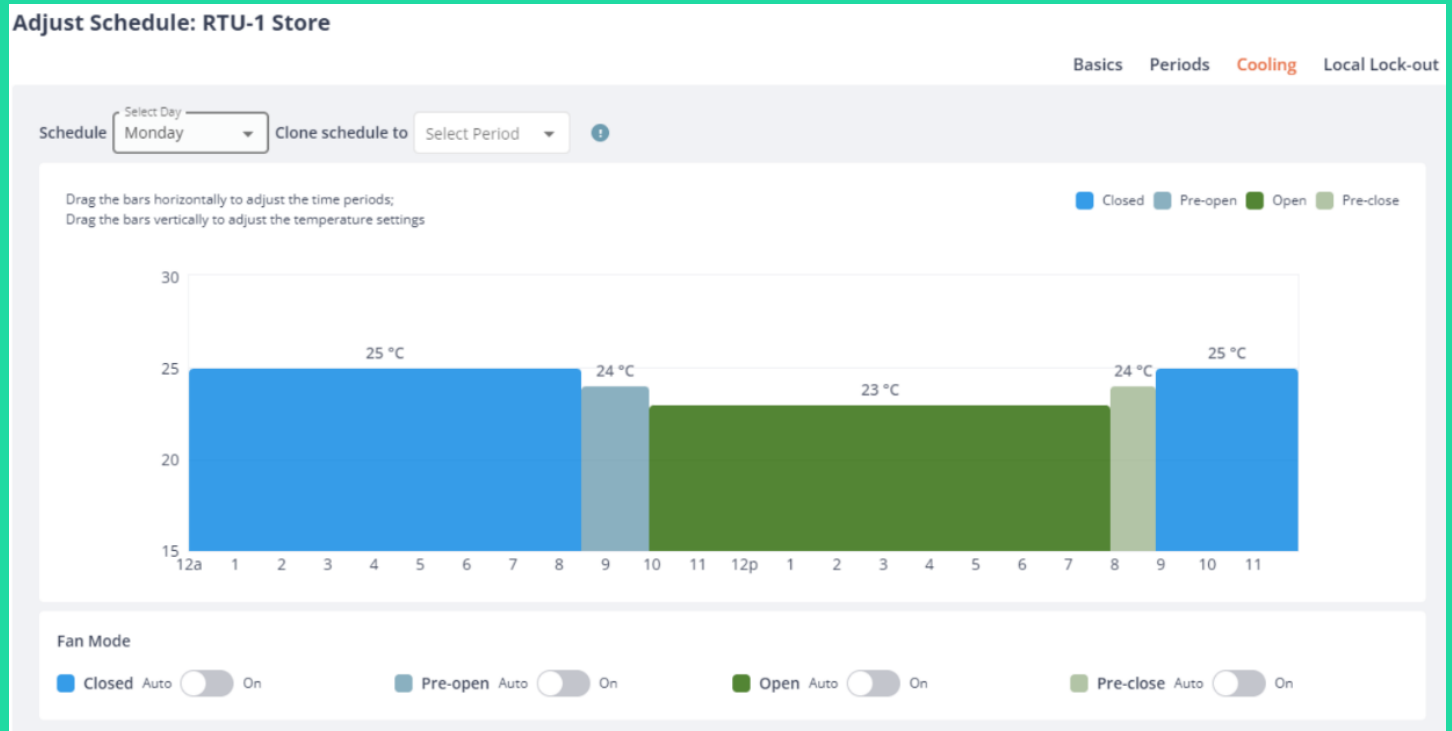 Adjust Schedule: RTU-1 Store
Basics Periods Cooling Local Lock-out
Select Day
Schedule Monday Clone schedule to Select Period
Drag the bars horizontally to adjust the time periods;
Drag the bars vertically to adjust the temperature settings
Closed Pre-open Open Pre-close
30
25 °C 25 °C
25 24 °C 24 °C
23 °C
20
15
12a 1 2 3 4 5 6 7 8 9 10 11 12p 1 2 3 4 5 6 7 8 9 10 11
Fan Mode
Closed Auto On Pre-open Auto On Open Auto On Pre-close Auto On